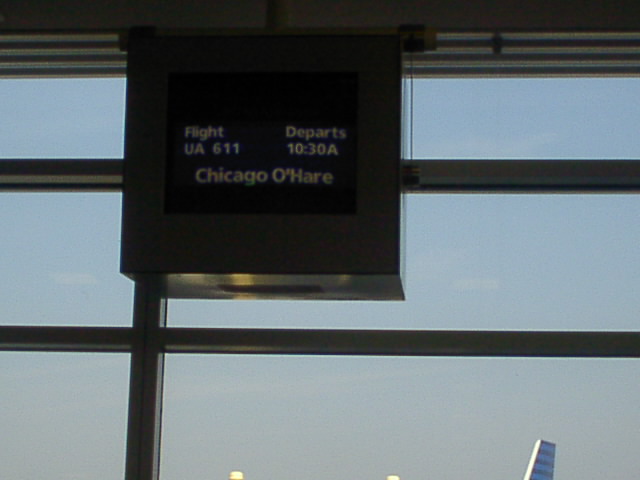 Flight Departs
UA 611 10:30A
Chicago O'Hare